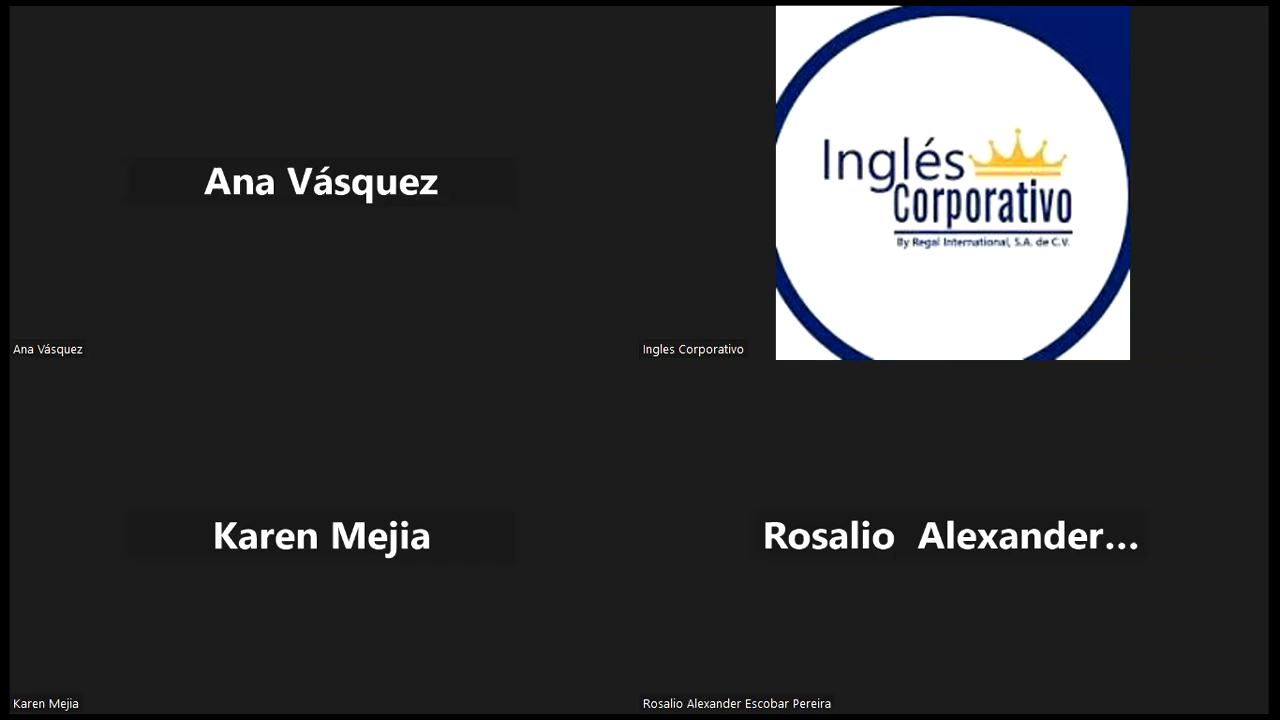 Ana Vásquez
Ana Vásquez
Inglés
Corporativo
By Regal International, S.A. de C.V.
Ingles Corporativo
Karen Mejia
Karen Mejia
Rosalio  Alexander...
Rosalio Alexander Escobar Pereira